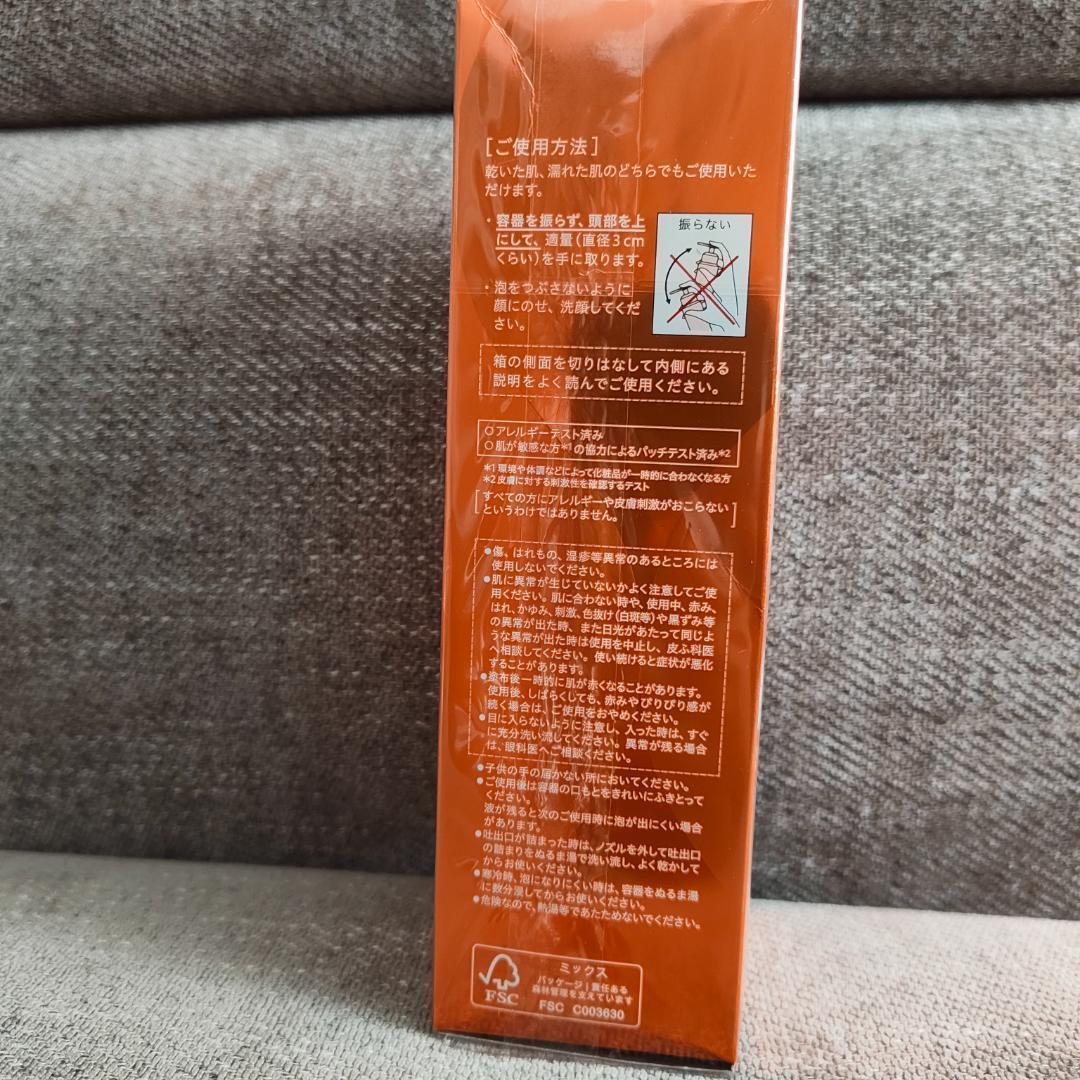 ［ご使用方法］
乾いた肌、濡れた肌のどちらでもご使用いた
だけます。
・容器を振らず、頭部を上
にして、適量（直径3cm
くらい）を手に取ります。
振らない
・泡をつぶさないように
顔にのせ、洗顔してくだ
さい。
箱の側面を切りはなして内側にある
説明をよく読んでご使用ください。
○アレルギーテスト済み
○肌が敏感な方*1の協力によるパッチテスト済み*2
*1 環境や体調などによって化粧品が一時的に合わなくなる方
*2 皮膚に対する刺激性を確認するテスト
［すべての方にアレルギーや皮膚刺激がおこらない
というわけではありません。］
●傷、はれもの、湿疹等異常のあるところには
使用しないでください。
●肌に異常が生じていないかよく注意してご使
用ください。肌に合わない時や、使用中、赤み、
はれ、かゆみ、刺激、色抜け（白斑等）や黒ずみ等
の異常が出た時、また日光があたって同じよ
うな異常が出た時は使用を中止し、皮ふ科医
へ相談してください。使い続けると症状が悪化
することがあります。
●塗布後一時的に肌が赤くなることがあります。
使用後、しばらくしても、赤みやぴりぴり感が
続く場合は、ご使用をおやめください。
●目に入らないように注意し、入った時は、すぐ
に充分洗い流してください。異常が残る場合
は、眼科医へご相談ください。
●子供の手の届かない所においてください。
●ご使用後は容器の口もとをきれいにふきとって
ください。
液が残ると次のご使用時に泡が出にくい場合
があります。
●吐出口が詰まった時は、ノズルを外して吐出口
の詰まりをぬるま湯で洗い流し、よく乾かして
からお使いください。
●寒冷時、泡になりにくい時は、容器をぬるま湯
に数分浸してからお使いください。
●危険なので、熱湯等であたためないでください。
FSC
ミックス
パッケージ｜責任ある
森林管理を支えています
FSC C003630